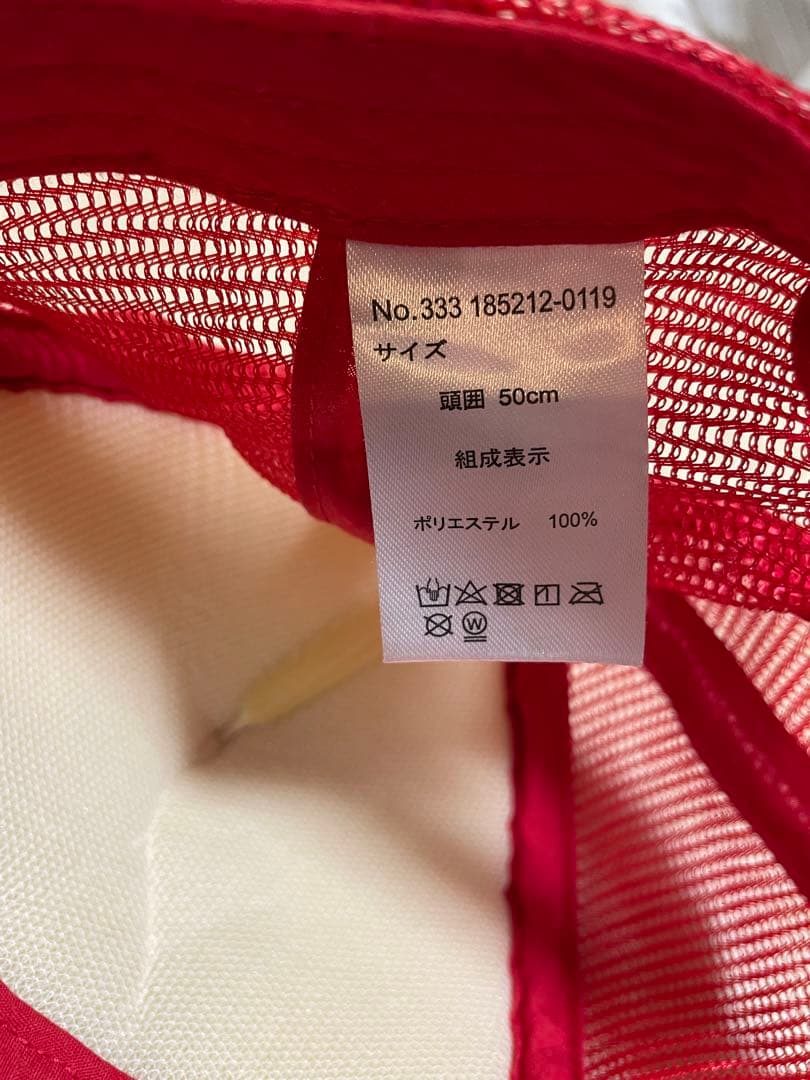 No.333 185212-0119
サイズ
頭囲 50cm
組成表示
ポリエステル 100%
W